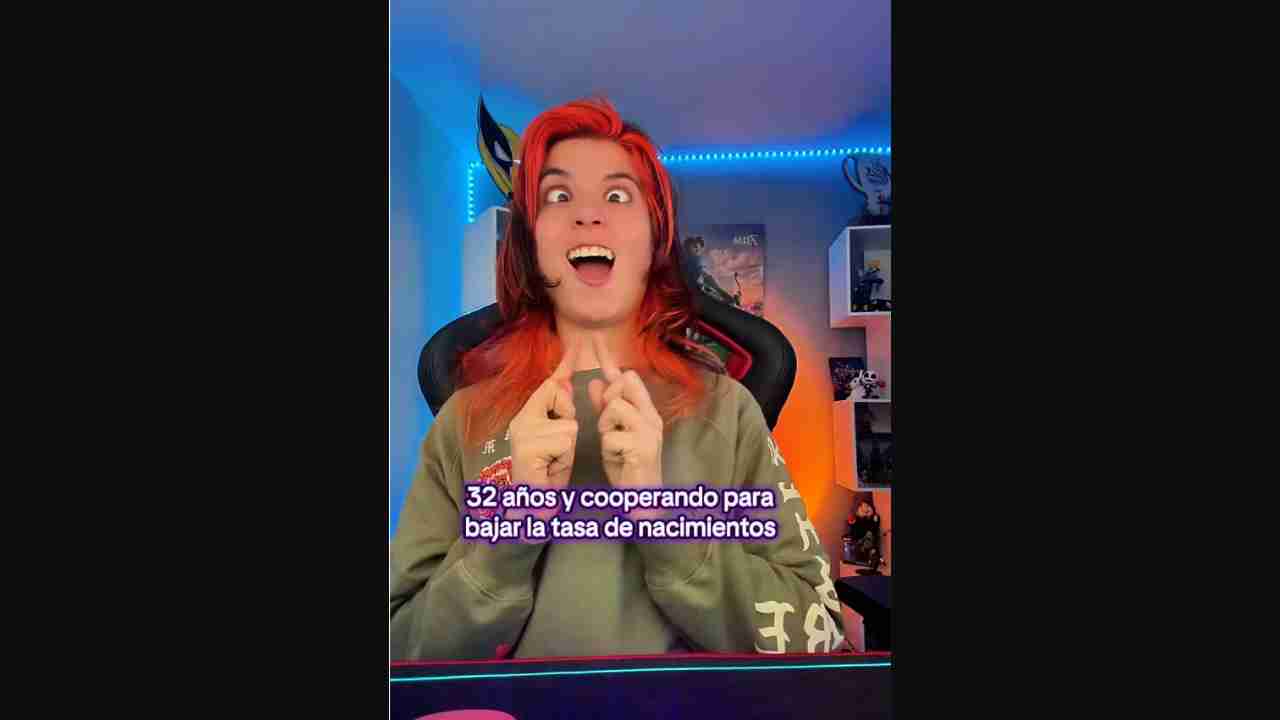 32 años y cooperando para
bajar la tasa de nacimientos